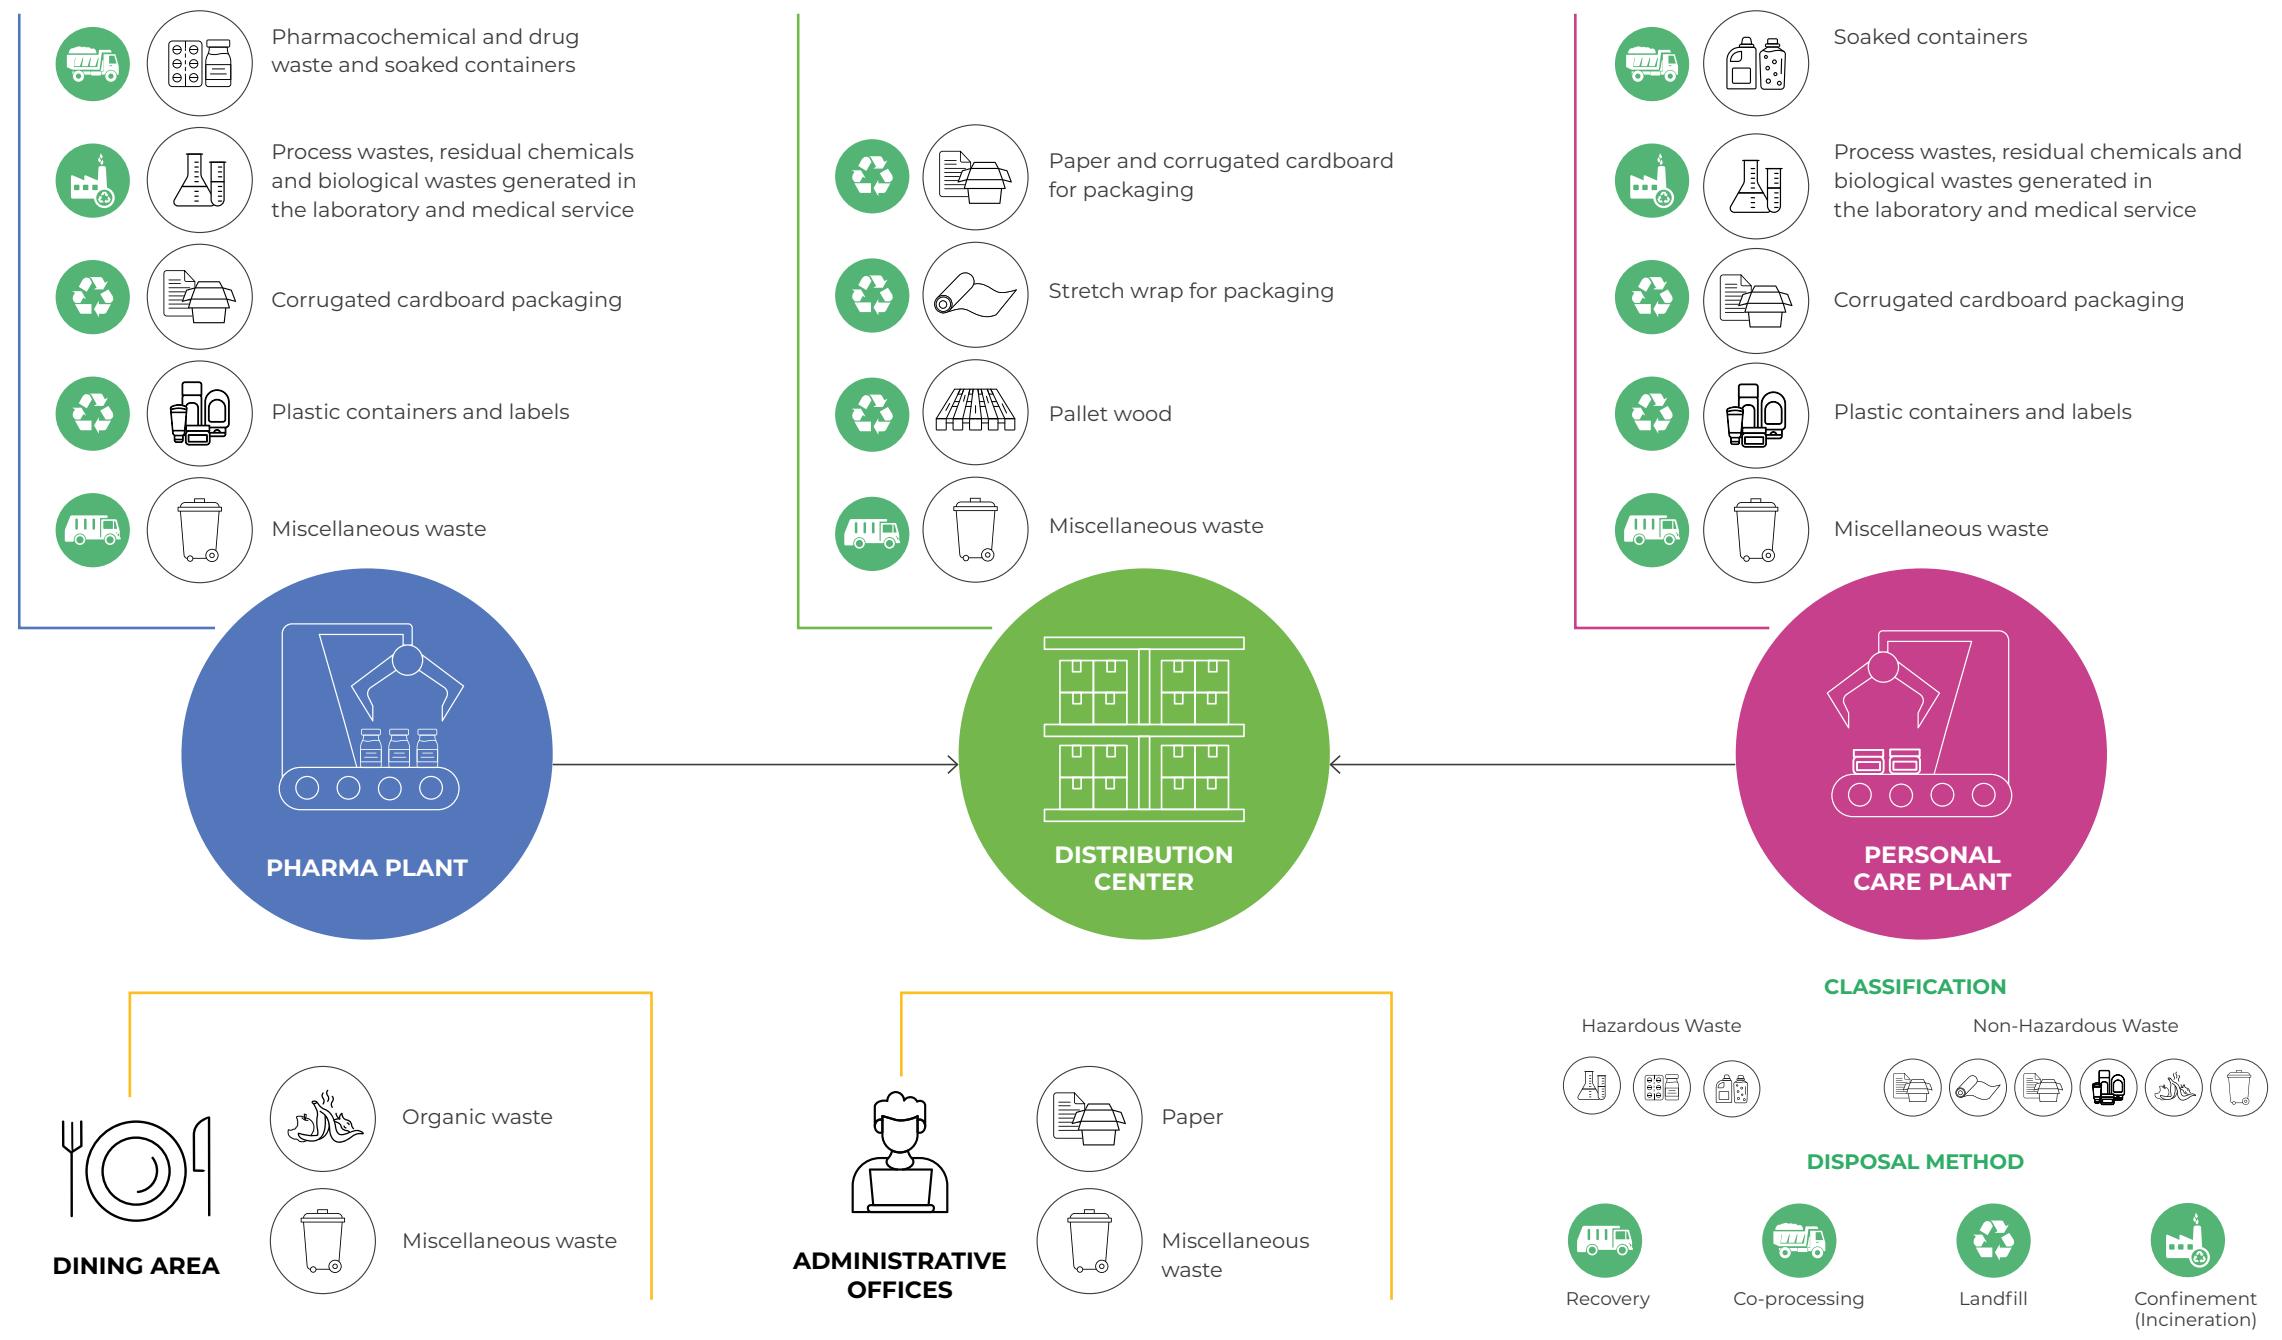 Pharmacochemical and drug
waste and soaked containers
Process wastes, residual chemicals
and biological wastes generated in
the laboratory and medical service
Corrugated cardboard packaging
Plastic containers and labels
Miscellaneous waste
PHARMA PLANT
Paper and corrugated cardboard
for packaging
Stretch wrap for packaging
Pallet wood
Miscellaneous waste
DISTRIBUTION
CENTER
Soaked containers
Process wastes, residual chemicals and
biological wastes generated in
the laboratory and medical service
Corrugated cardboard packaging
Plastic containers and labels
Miscellaneous waste
PERSONAL
CARE PLANT
Organic waste
Miscellaneous waste
DINING AREA
Paper
Miscellaneous
waste
ADMINISTRATIVE
OFFICES
CLASSIFICATION
Hazardous Waste
Non-Hazardous Waste
DISPOSAL METHOD
Recovery
Co-processing
Landfill
Confinement
(Incineration)